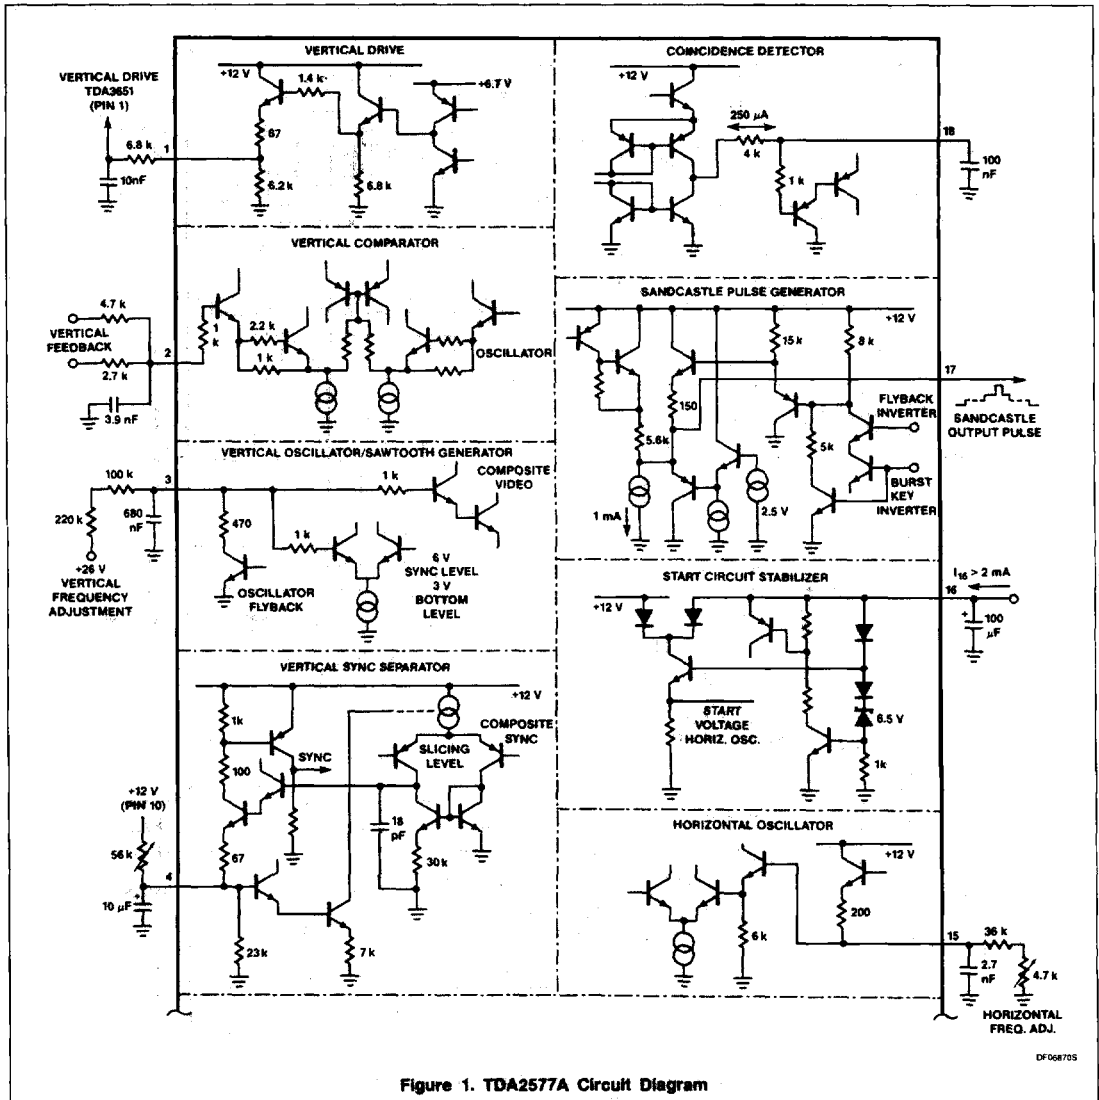 VERTICAL DRIVE
+12 V
1.4 k
+6.7 V
VERTICAL DRIVE
TDA3651
(PIN 1)
6.8 k
1
67
10nF
6.2k
6.8k
COINCIDENCE DETECTOR
+12 V
250 μA
4 k
18
100
nF
1 k
VERTICAL COMPARATOR
4.7 k
VERTICAL
FEEDBACK
2.7 k
3.9 nF
2
1
k
2.2 k
1 k
OSCILLATOR
SANDCASTLE PULSE GENERATOR
+12 V
15 k
8 k
17
150
5.6k
5k
FLYBACK
INVERTER
SANDCASTLE
OUTPUT PULSE
BURST
KEY
INVERTER
1 mA
2.5 V
VERTICAL OSCILLATOR/SAWTOOTH GENERATOR
100 k
3
220 k
680
nF
+26 V
VERTICAL
FREQUENCY
ADJUSTMENT
470
1 k
1 k
COMPOSITE
VIDEO
OSCILLATOR
FLYBACK
6 V
SYNC LEVEL
3 V
BOTTOM
LEVEL
START CIRCUIT STABILIZER
+12 V
I16 > 2 mA
16
+
100
μF
START
VOLTAGE
HORIZ. OSC.
6.5 V
1k
VERTICAL SYNC SEPARATOR
+12 V
1k
100
SYNC
SLICING
LEVEL
COMPOSITE
SYNC
+12 V
(PIN 10)
56k
4
10 μF
+
67
18
pF
30k
23k
7 k
HORIZONTAL OSCILLATOR
+12 V
200
6 k
15
36 k
2.7
nF
4.7 k
HORIZONTAL
FREQ. ADJ.
DF06870S
Figure 1. TDA2577A Circuit Diagram